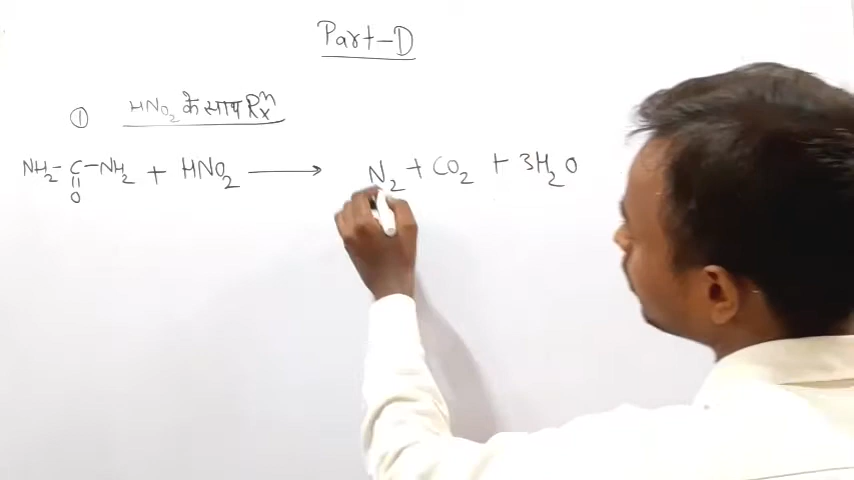 Part-D
① HNO₂ के साथ Rxⁿ
NH₂-C-NH₂ + HNO₂ ⟶ N₂ + CO₂ + 3H₂O
||
O